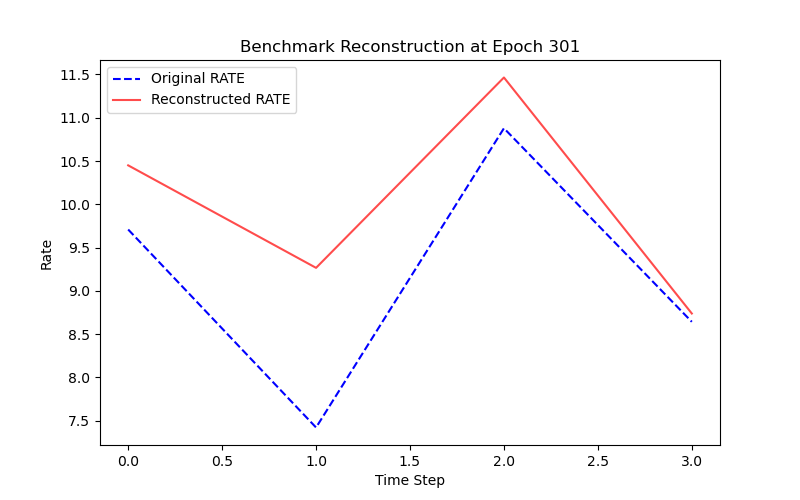 Benchmark Reconstruction at Epoch 301
Original RATE
Reconstructed RATE
11.5
11.0
10.5
10.0
9.5
9.0
8.5
8.0
7.5
Rate
0.0 0.5 1.0 1.5 2.0 2.5 3.0
Time Step